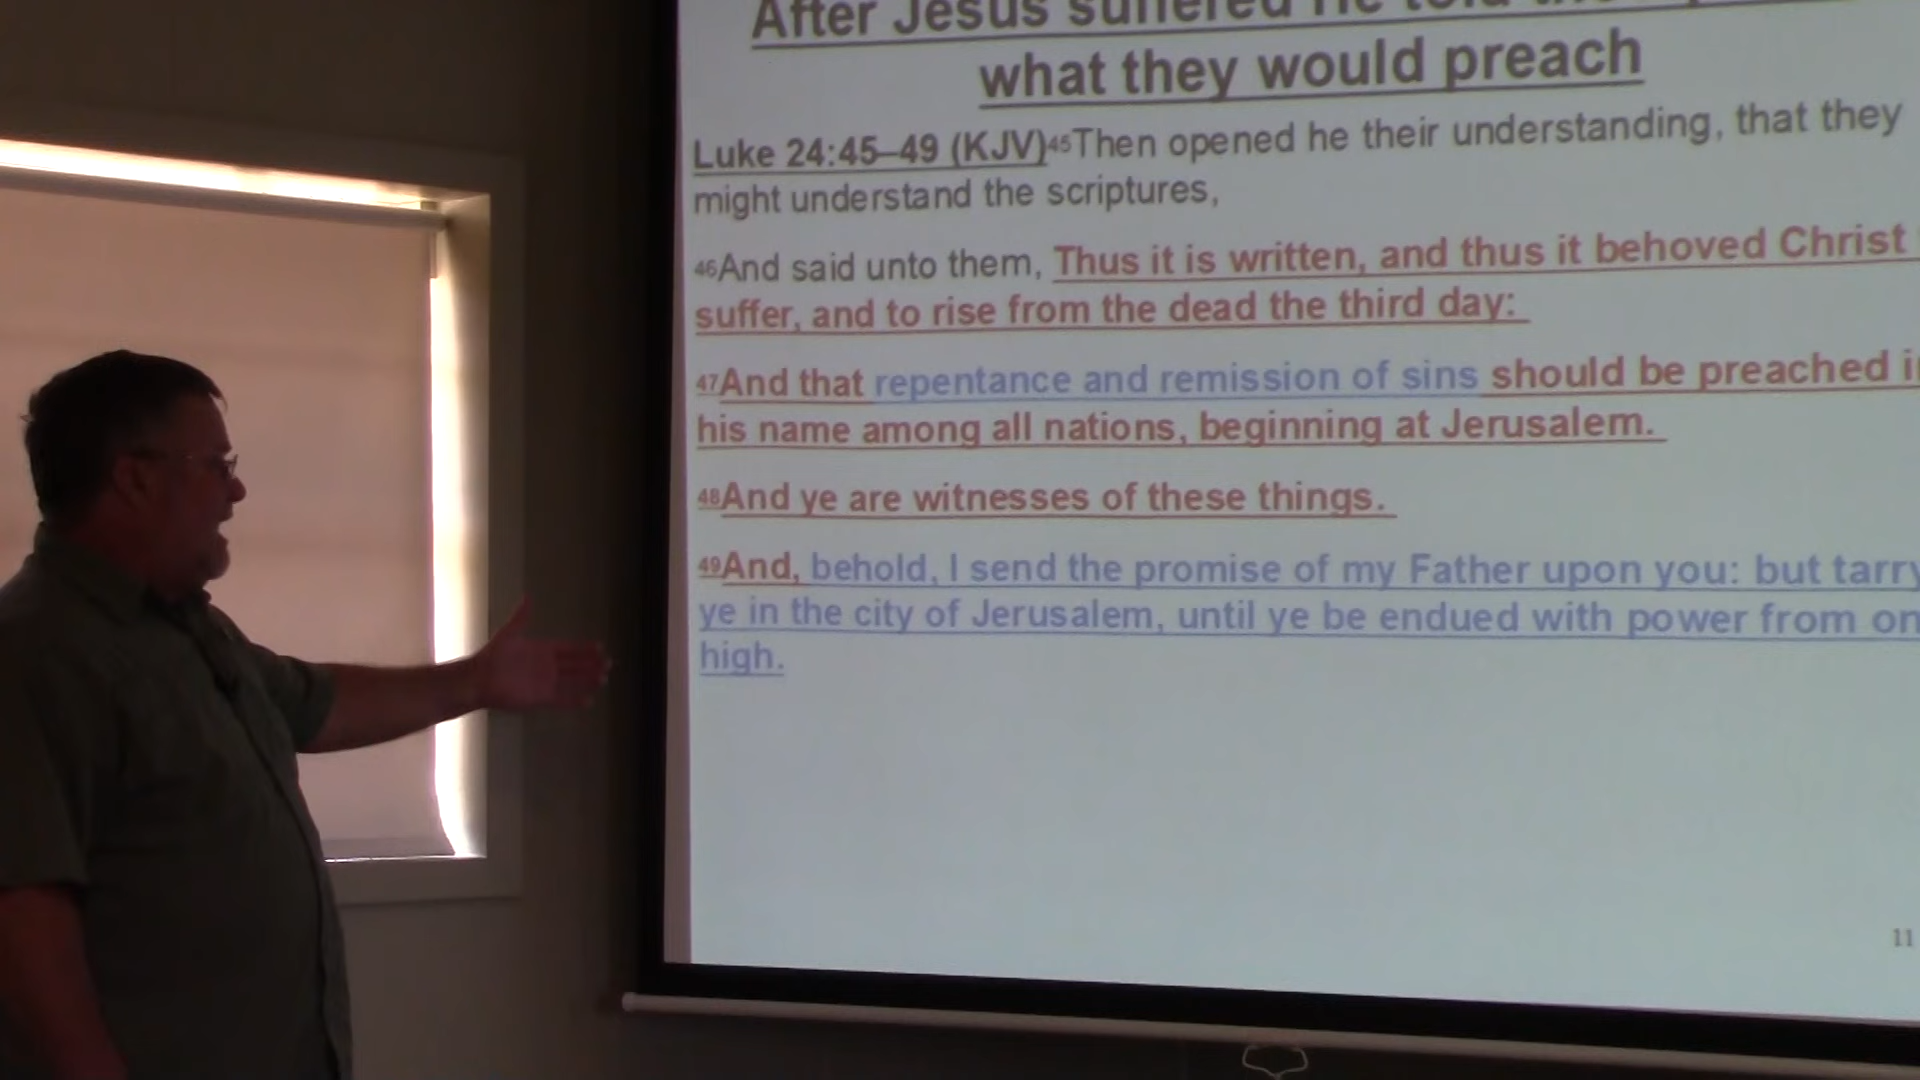 After Jesus suffered He told
what they would preach
Luke 24:45–49 (KJV)45Then opened he their understanding, that they
might understand the scriptures,
46And said unto them, Thus it is written, and thus it behoved Christ
suffer, and to rise from the dead the third day:
47And that repentance and remission of sins should be preached
his name among all nations, beginning at Jerusalem.
48And ye are witnesses of these things.
49And, behold, I send the promise of my Father upon you: but tarry
ye in the city of Jerusalem, until ye be endued with power from on
high.
11